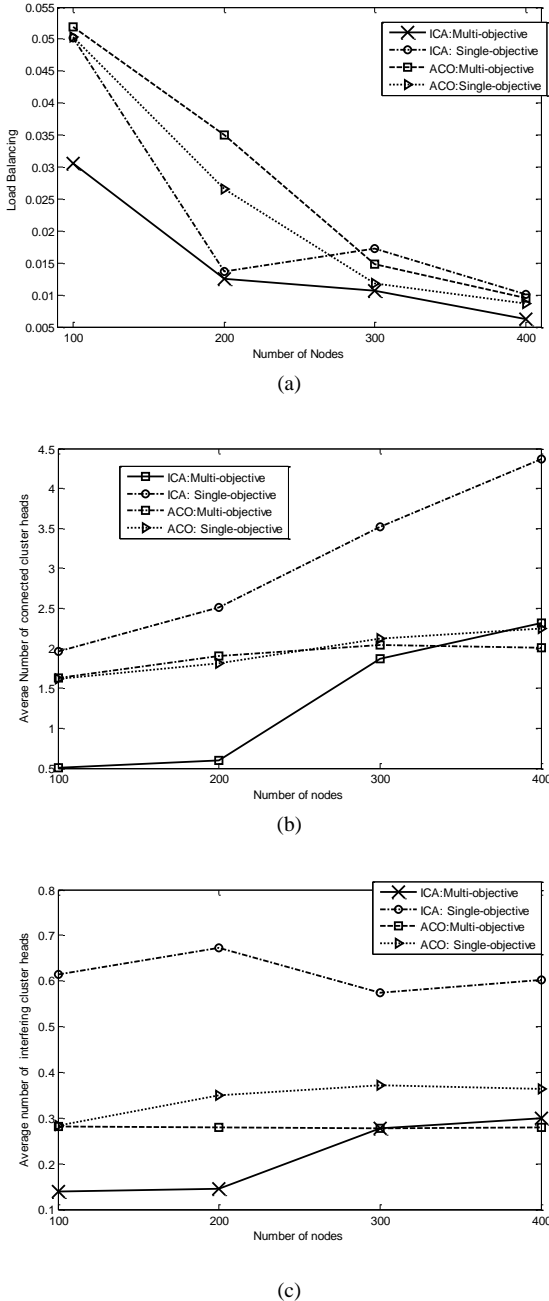 0.055
0.05
0.045
0.04
0.035
0.03
0.025
0.02
0.015
0.01
0.005
Load Balancing
ICA:Multi-objective
ICA: Single-objective
ACO:Multi-objective
ACO:Single-objective
100 200 300 400
Number of Nodes
(a)
4.5
4
3.5
3
2.5
2
1.5
1
0.5
Averae Number of connected cluster heads
ICA:Multi-objective
ICA: Single-objective
ACO:Multi-objective
ACO: Single-objective
100 200 300 400
Number of nodes
(b)
0.8
0.7
0.6
0.5
0.4
0.3
0.2
0.1
Average number of interfering cluster heads
ICA:Multi-objective
ICA: Single-objective
ACO:Multi-objective
ACO: Single-objective
100 200 300 400
Number of nodes
(c)